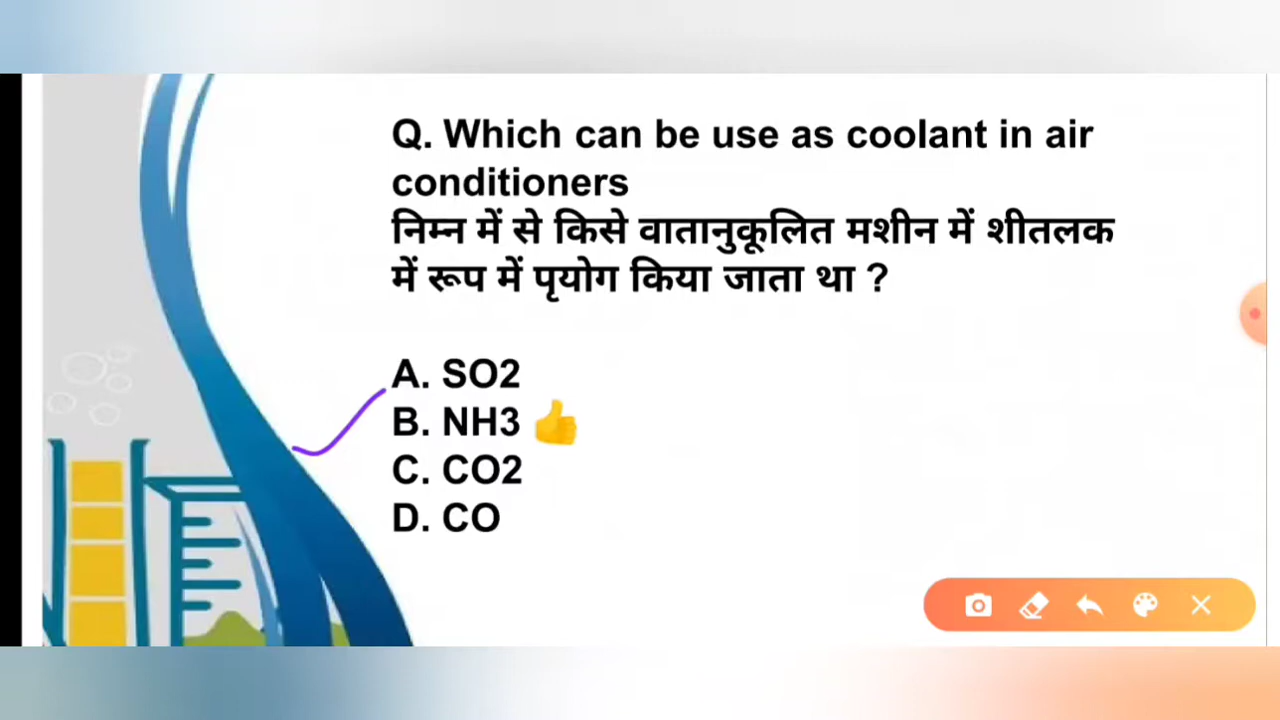 Q. Which can be use as coolant in air
conditioners
निम्न में से किसे वातानुकूलित मशीन में शीतलक
में रूप में पृयोग किया जाता था ?
A. SO2
B. NH3 👍
C. CO2
D. CO